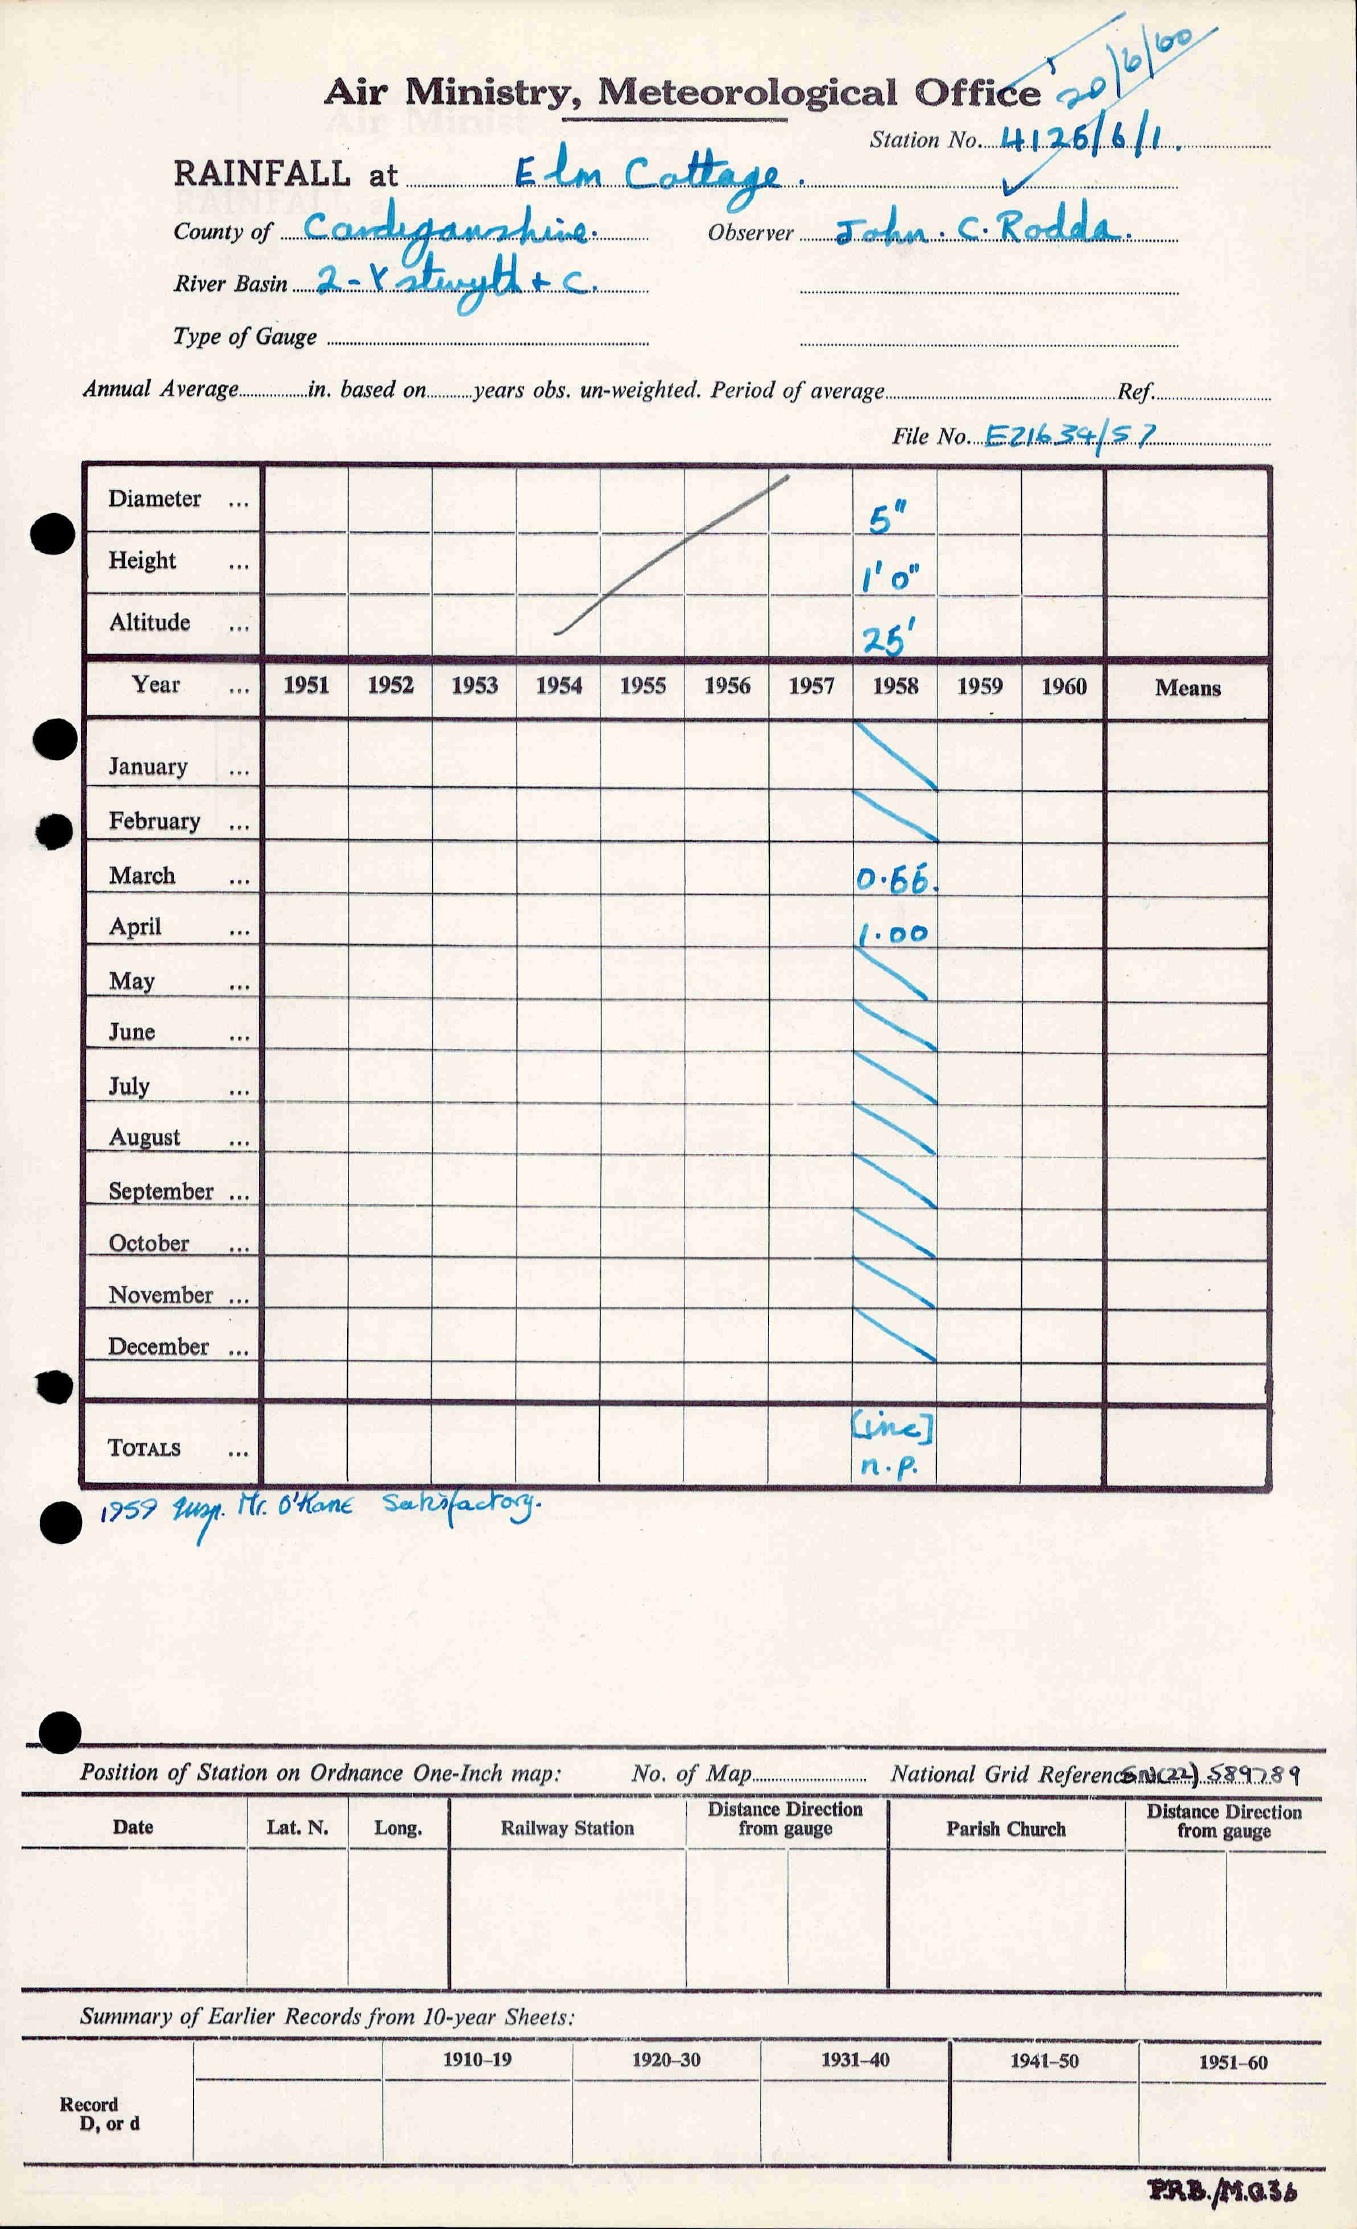 20/6/60
Air Ministry, Meteorological Office
Station No. 4126/6/1.
RAINFALL at Elm Cottage.
County of Cardiganshire. Observer John. C. Rodda.
River Basin 2-Ystwyth + C.
Type of Gauge
Annual Average in. based on years obs. un-weighted. Period of average Ref.
File No. E21634/57
Diameter ... 5"
Height ... 1' 0"
Altitude ... 25'
Year ... 1951 1952 1953 1954 1955 1956 1957 1958 1959 1960 Means
January ...
February ...
March ... 0.66.
April ... 1.00
May ...
June ...
July ...
August ...
September ...
October ...
November ...
December ...
TOTALS ... [inc]
n.p.
1959 Insp. Mr. O'Kane Satisfactory.
Position of Station on Ordnance One-Inch map: No. of Map National Grid Reference SN(22) 589789
Date Lat. N. Long. Railway Station Distance Direction from gauge Parish Church Distance Direction from gauge
Summary of Earlier Records from 10-year Sheets:
1910–19 1920–30 1931–40 1941–50 1951–60
Record
D, or d
P.R.B./M.O.36